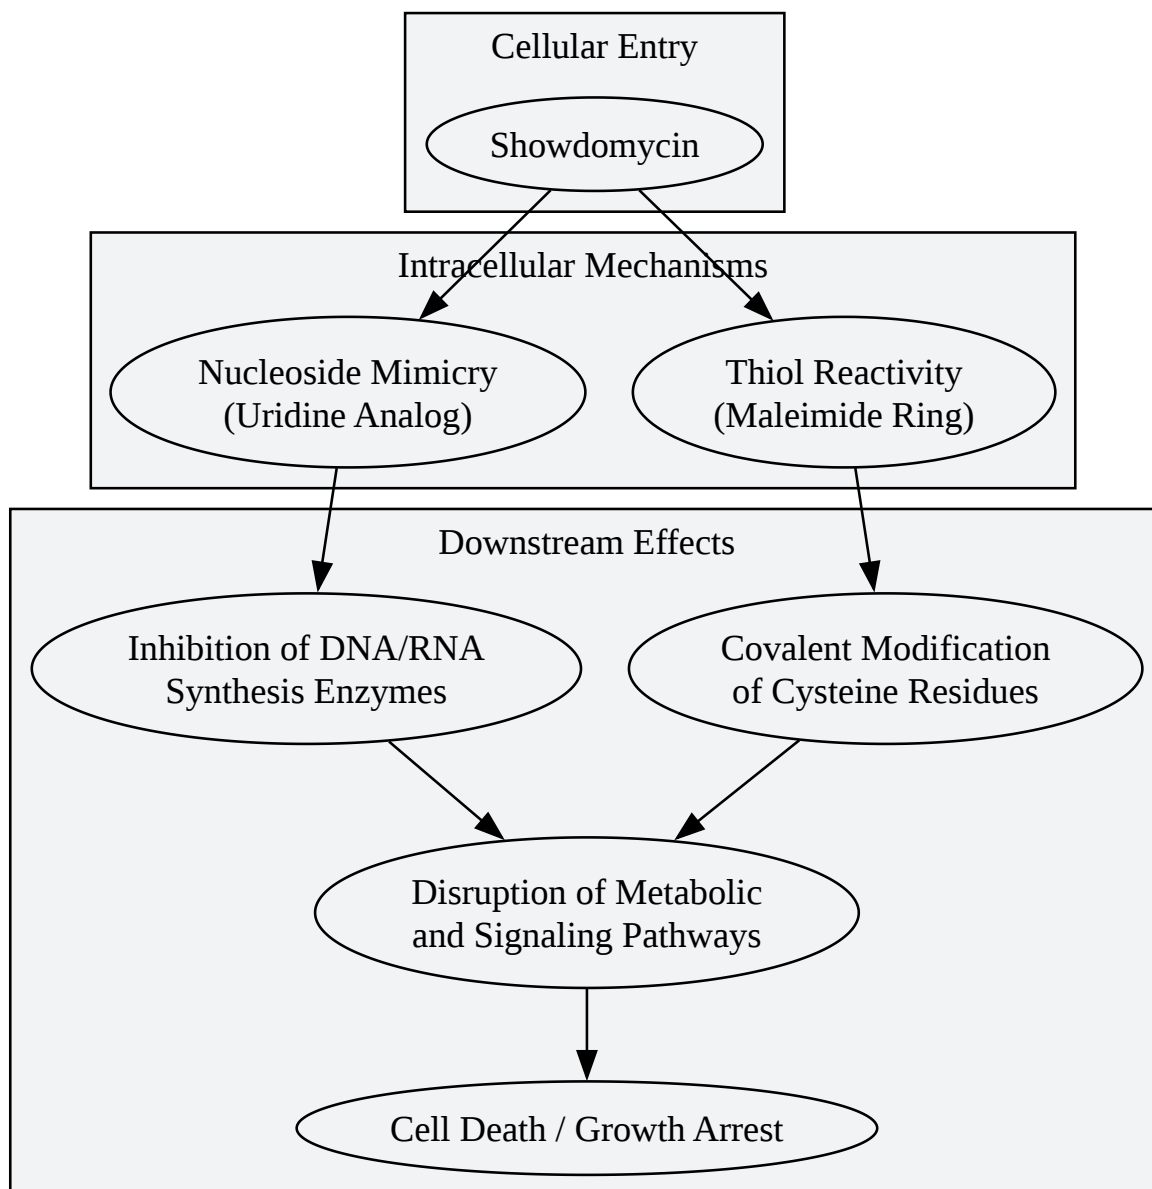 Cellular Entry
Showdomycin
Intracellular Mechanisms
Nucleoside Mimicry
(Uridine Analog)
Thiol Reactivity
(Maleimide Ring)
Downstream Effects
Inhibition of DNA/RNA
Synthesis Enzymes
Covalent Modification
of Cysteine Residues
Disruption of Metabolic
and Signaling Pathways
Cell Death / Growth Arrest